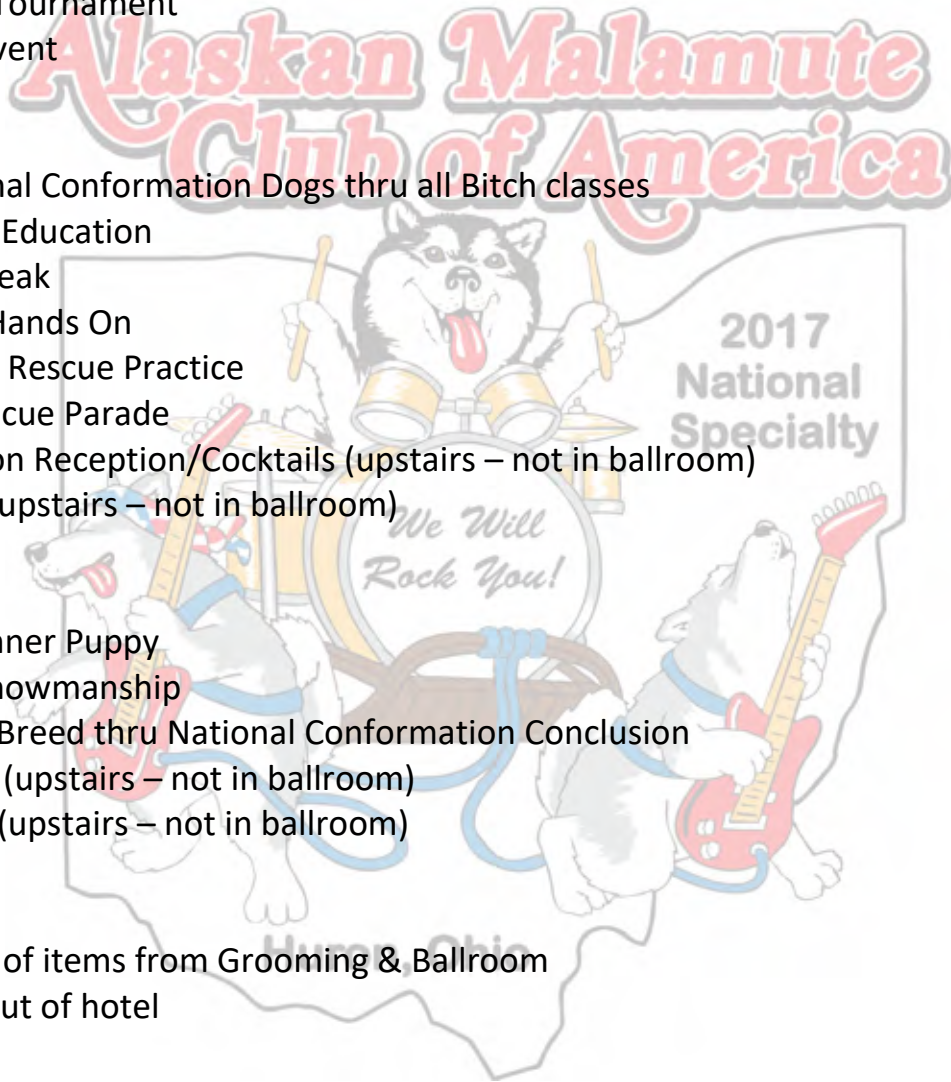 Tournament
vent
Alaskan Malamute
Club of America
nal Conformation Dogs thru all Bitch classes
Education
eak
Hands On
Rescue Practice
cue Parade
on Reception/Cocktails (upstairs – not in ballroom)
upstairs – not in ballroom)
2017
National
Specialty
We Will
Rock You!
ner Puppy
howmanship
Breed thru National Conformation Conclusion
(upstairs – not in ballroom)
(upstairs – not in ballroom)
Huron, Ohio
of items from Grooming & Ballroom
ut of hotel